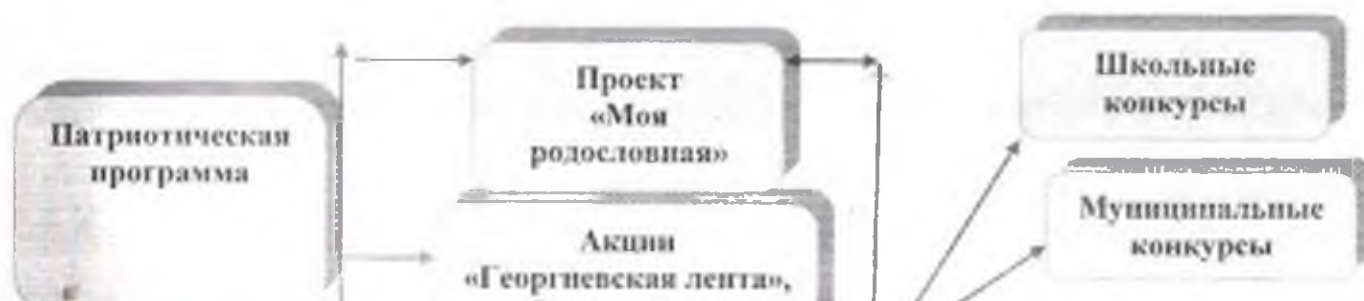 Патриотическая
программа
Проект
«Моя
родословная»
Акции
«Георгиевская лента»,
Школьные
конкурсы
Муниципальные
конкурсы